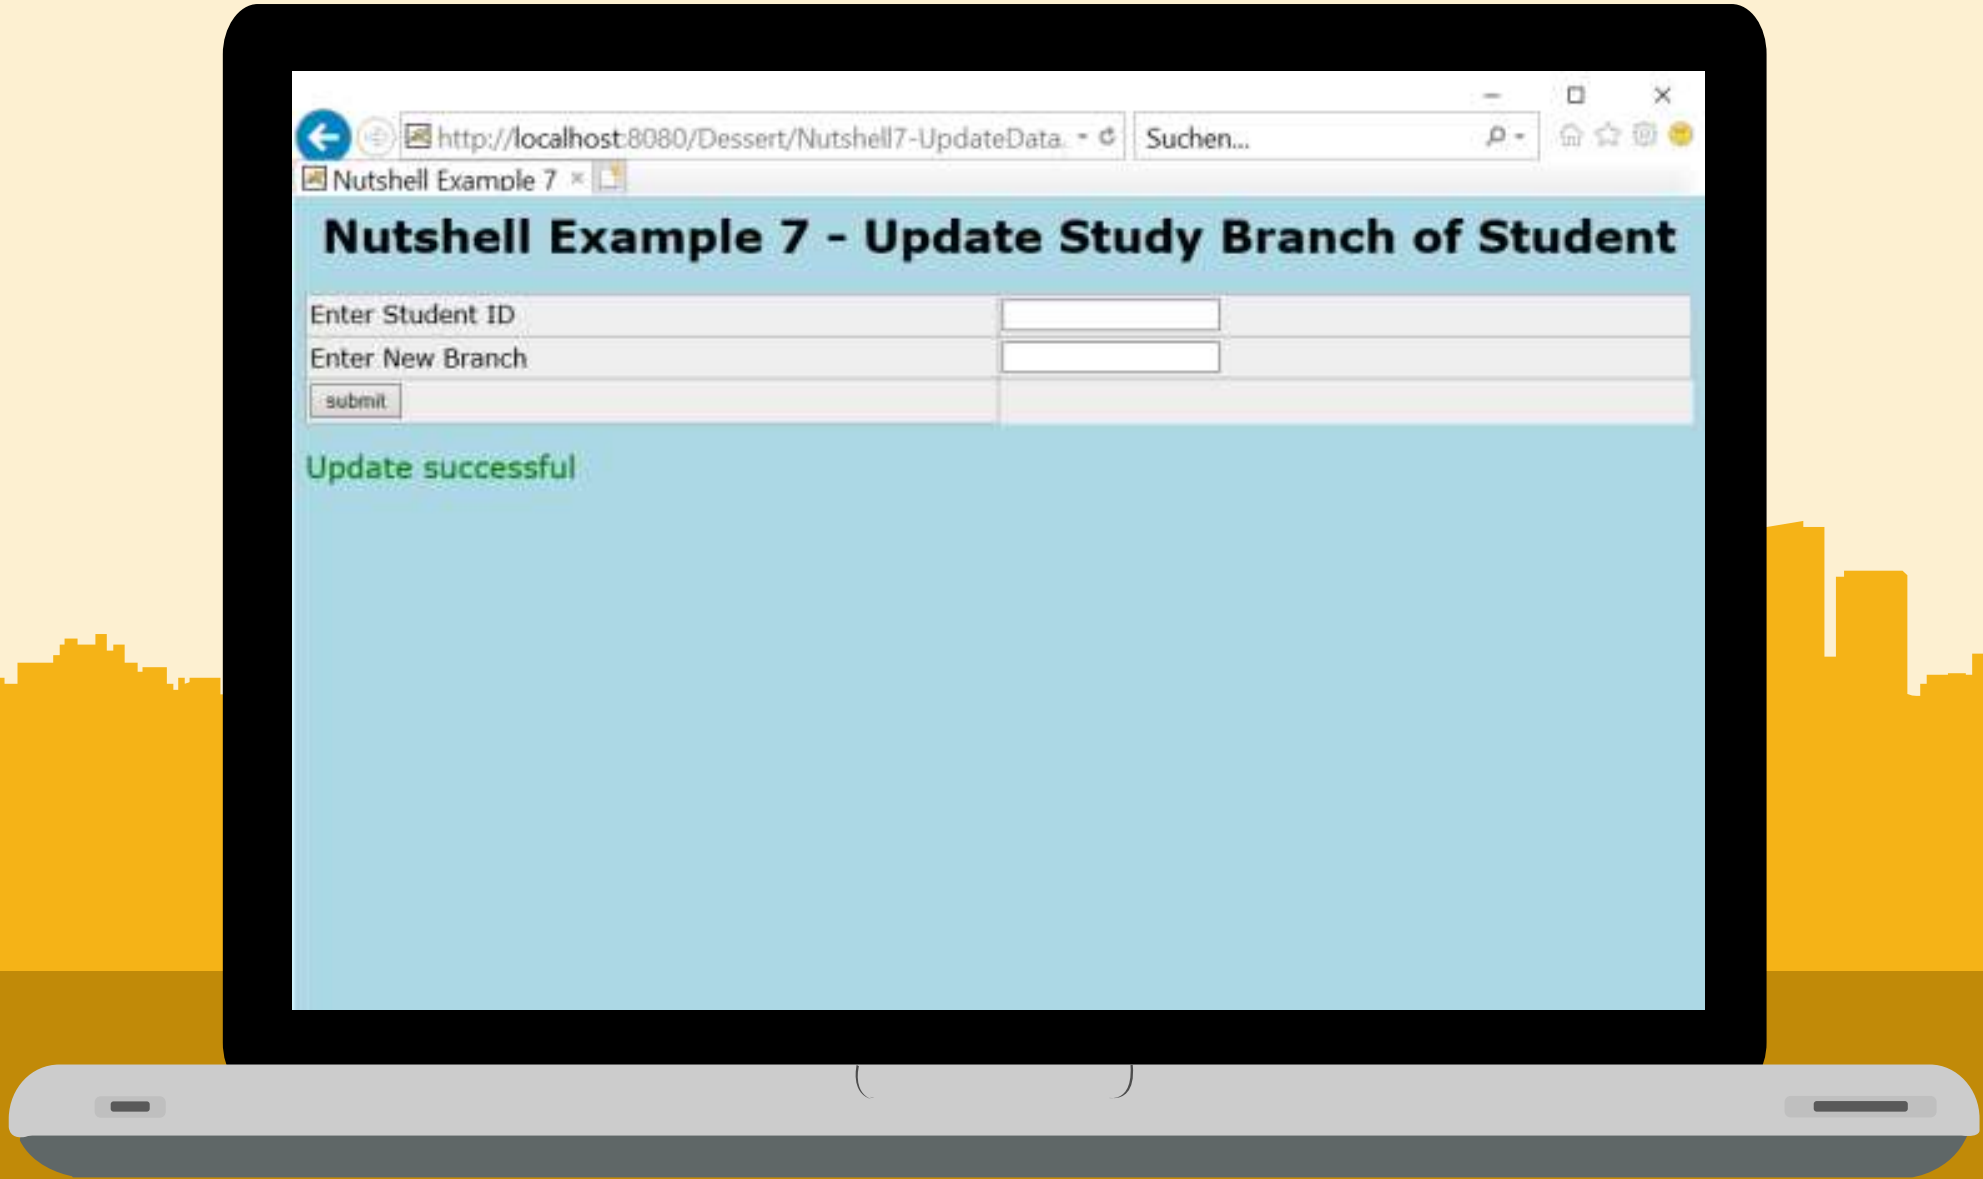 http://localhost:8080/Dessert/Nutshell7-UpdateData.
Suchen...
Nutshell Example 7
Nutshell Example 7 - Update Study Branch of Student
Enter Student ID
Enter New Branch
submit
Update successful